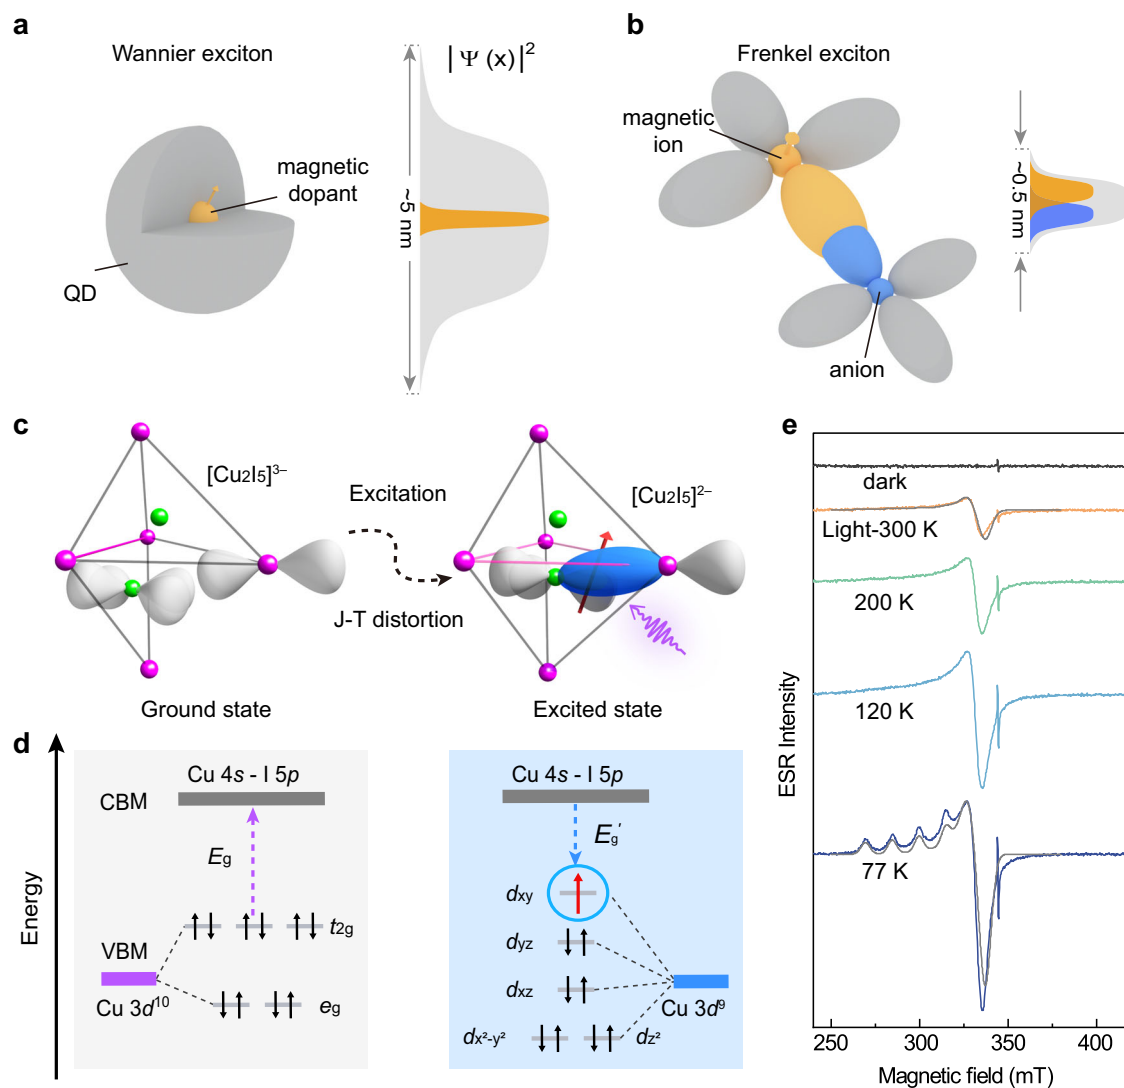 a
Wannier exciton
|Ψ (x)|²
magnetic
dopant
QD
~5 nm
b
Frenkel exciton
magnetic
ion
anion
~0.5 nm
c
[Cu₂I₅]³⁻
Excitation
J-T distortion
[Cu₂I₅]²⁻
Ground state
Excited state
d
Energy
Cu 4s - I 5p
CBM
Eg
t2g
VBM
Cu 3d¹⁰
eg
Cu 4s - I 5p
Eg'
dxy
dyz
dxz
Cu 3d⁹
dx²-y²
dz²
e
dark
Light-300 K
200 K
120 K
77 K
ESR Intensity
250 300 350 400
Magnetic field (mT)